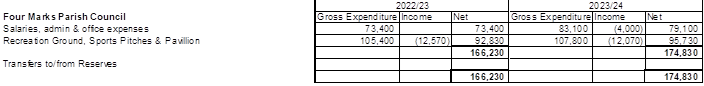 2022/23 2023/24
Four Marks Parish Council Gross Expenditure Income Net Gross Expenditure Income Net
Salaries, admin & office expenses 73,400 73,400 83,100 (4,000) 79,100
Recreation Ground, Sports Pitches & Pavillion 105,400 (12,570) 92,830 107,800 (12,070) 95,730
166,230 174,830
Transfers to/from Reserves
166,230 174,830